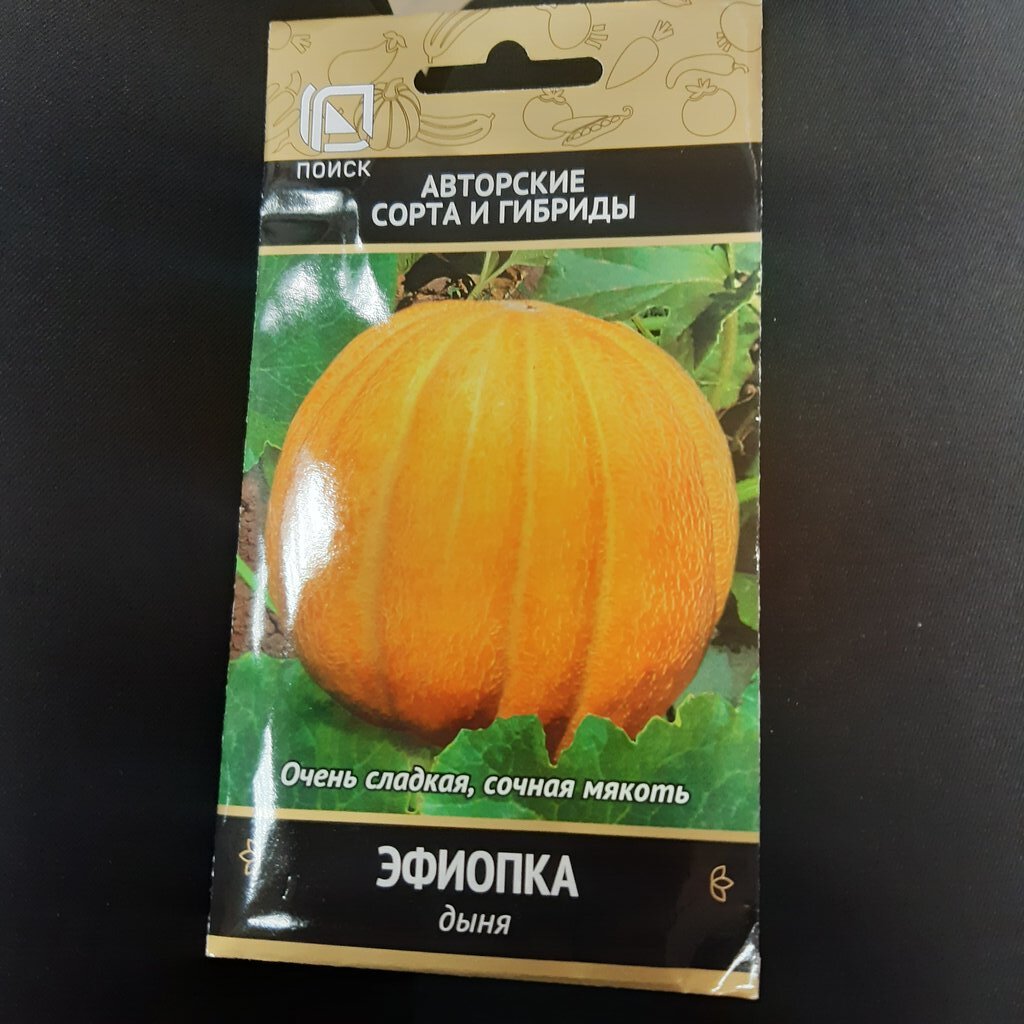 ПОИСК
АВТОРСКИЕ
СОРТА И ГИБРИДЫ
Очень сладкая, сочная мякоть
ЭФИОПКА
дыня